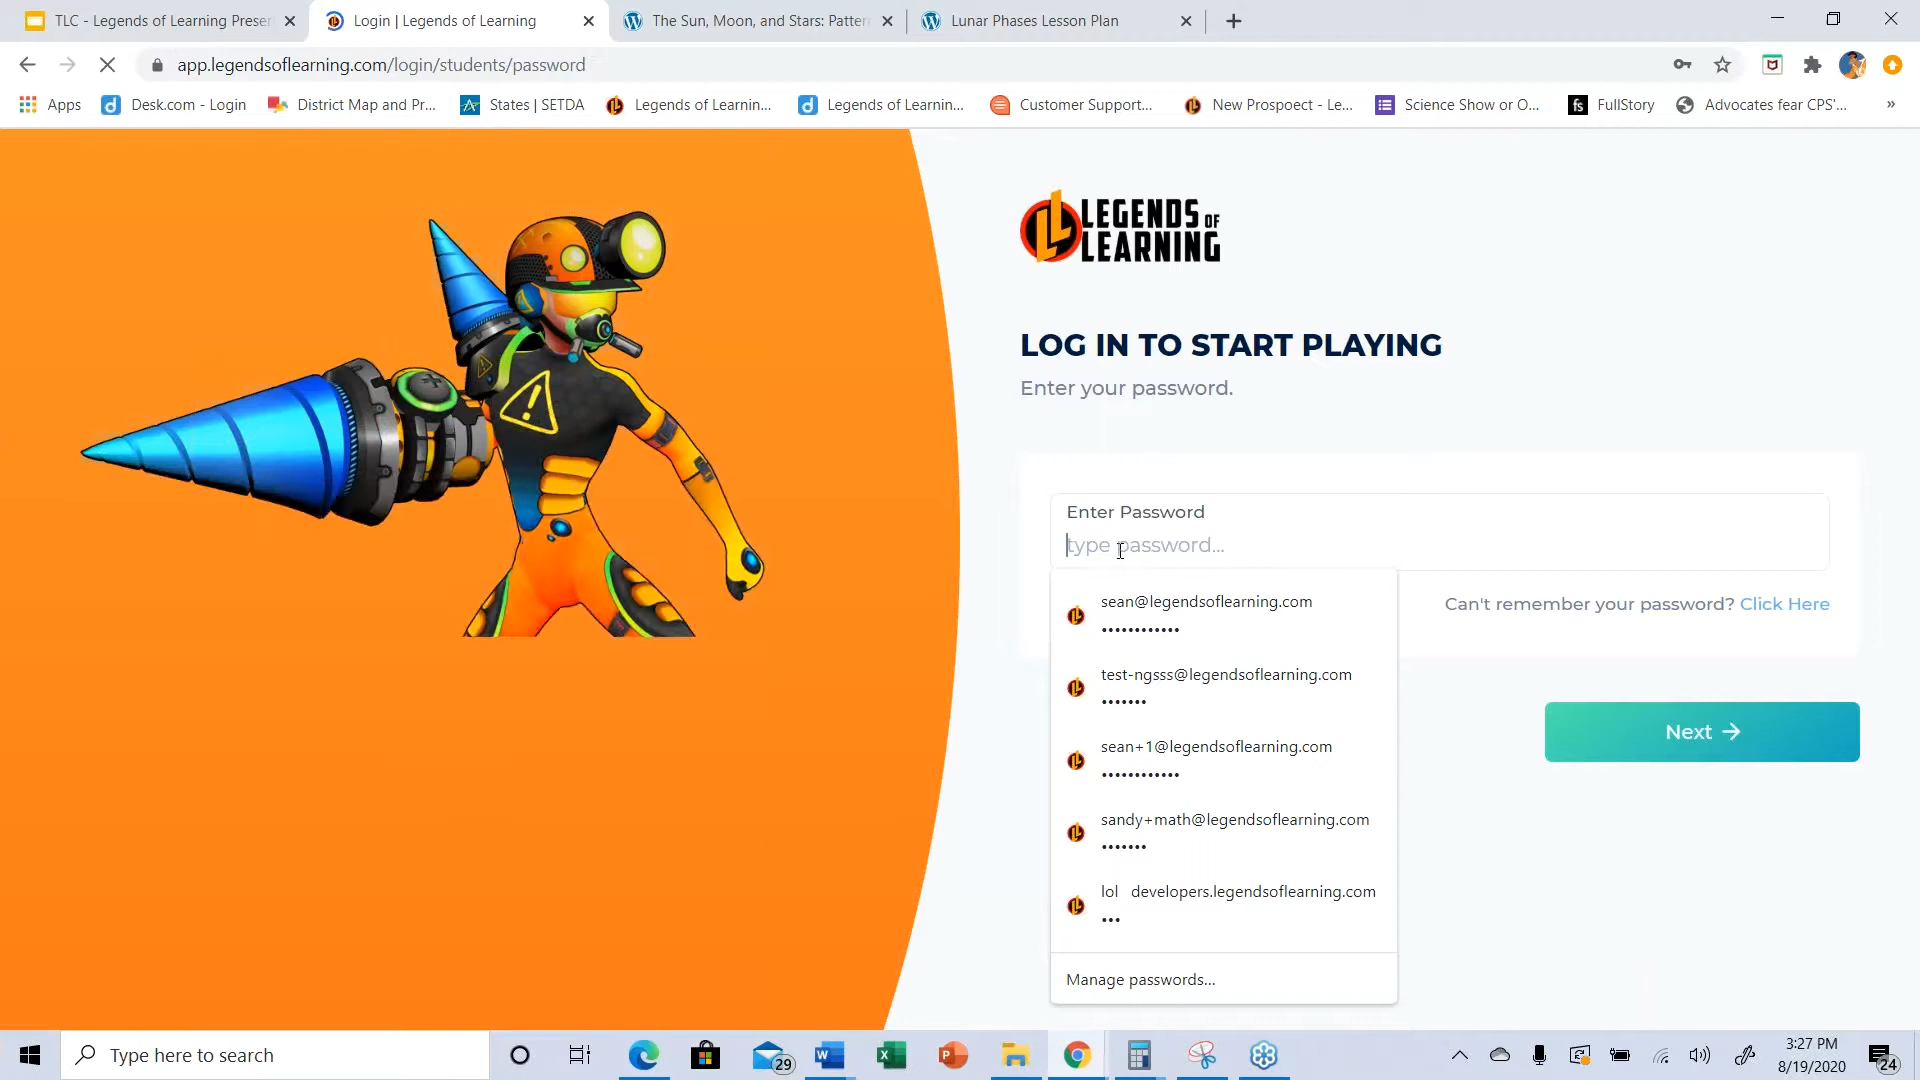 TLC - Legends of Learning Presen
Login | Legends of Learning
The Sun, Moon, and Stars: Pattern
Lunar Phases Lesson Plan
app.legendsoflearning.com/login/students/password
Apps
Desk.com - Login
District Map and Pr...
States | SETDA
Legends of Learnin...
Legends of Learnin...
Customer Support...
New Prospoect - Le...
Science Show or O...
fs FullStory
Advocates fear CPS'...
»
LEGENDS OF
LEARNING
LOG IN TO START PLAYING
Enter your password.
Enter Password
type password...
sean@legendsoflearning.com
••••••••••••
test-ngsss@legendsoflearning.com
•••••••
sean+1@legendsoflearning.com
••••••••••••
sandy+math@legendsoflearning.com
•••••••
lol developers.legendsoflearning.com
•••
Manage passwords...
Can't remember your password? Click Here
Next →
Type here to search
29
3:27 PM
8/19/2020
24